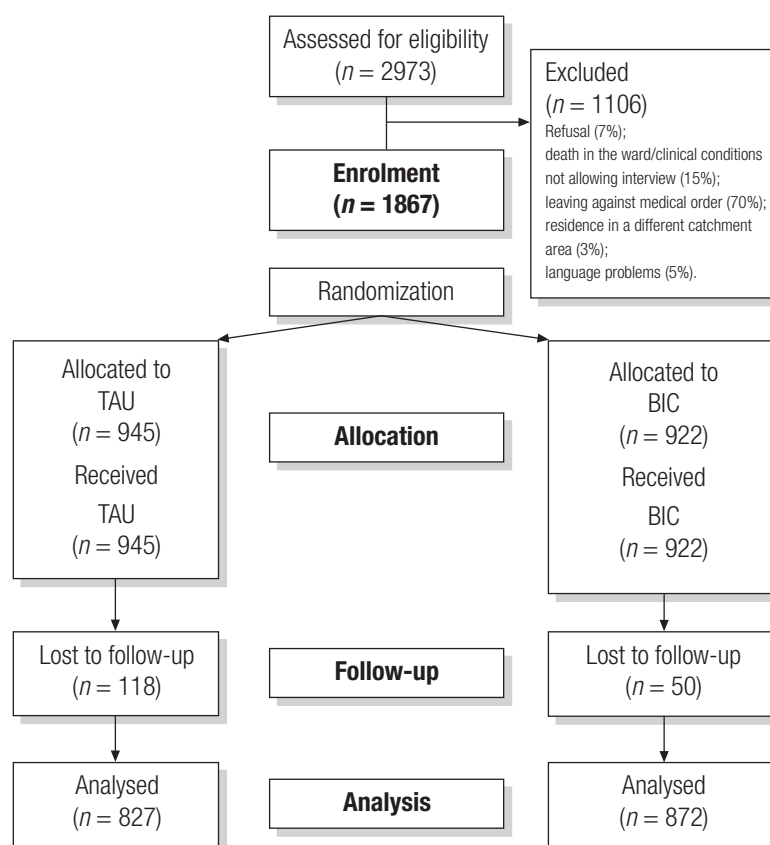 Assessed for eligibility
(n = 2973)
Excluded
(n = 1106)
Refusal (7%);
death in the ward/clinical conditions
not allowing interview (15%);
leaving against medical order (70%);
residence in a different catchment
area (3%);
language problems (5%).
Enrolment
(n = 1867)
Randomization
Allocated to
TAU
(n = 945)
Received
TAU
(n = 945)
Allocation
Allocated to
BIC
(n = 922)
Received
BIC
(n = 922)
Lost to follow-up
(n = 118)
Follow-up
Lost to follow-up
(n = 50)
Analysed
(n = 827)
Analysis
Analysed
(n = 872)